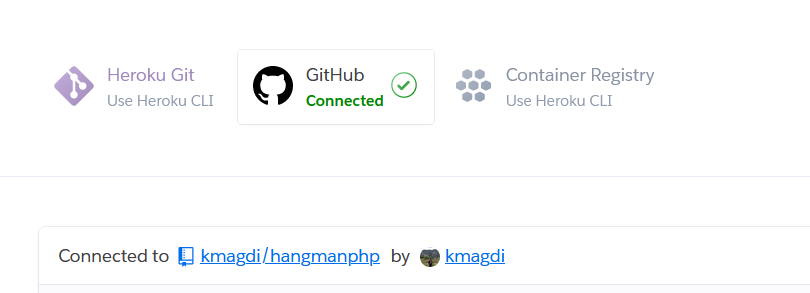 Heroku Git
Use Heroku CLI
GitHub
Connected
Container Registry
Use Heroku CLI
Connected to kmagdi/hangmanphp by kmagdi